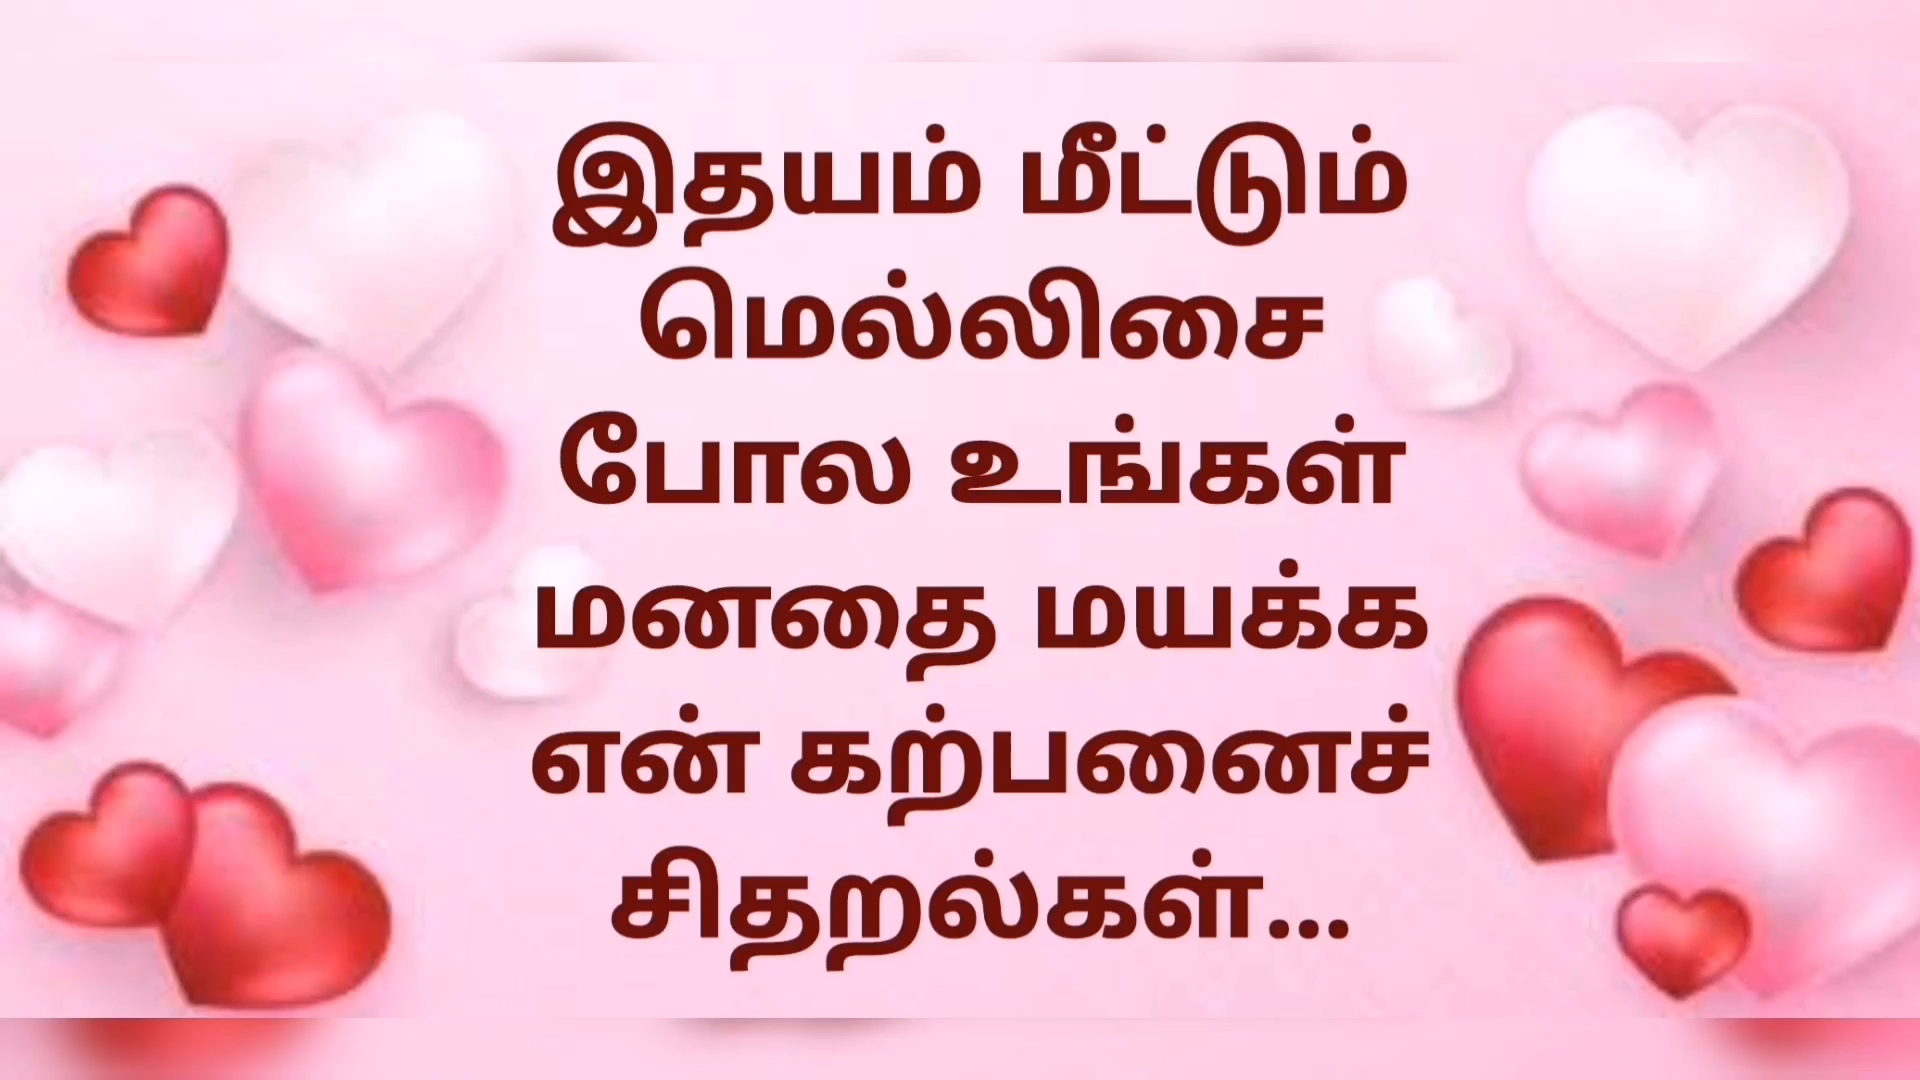 இதயம் மீட்டும்
மெல்லிசை
போல உங்கள்
மனதை மயக்க
என் கற்பனைச்
சிதறல்கள்...